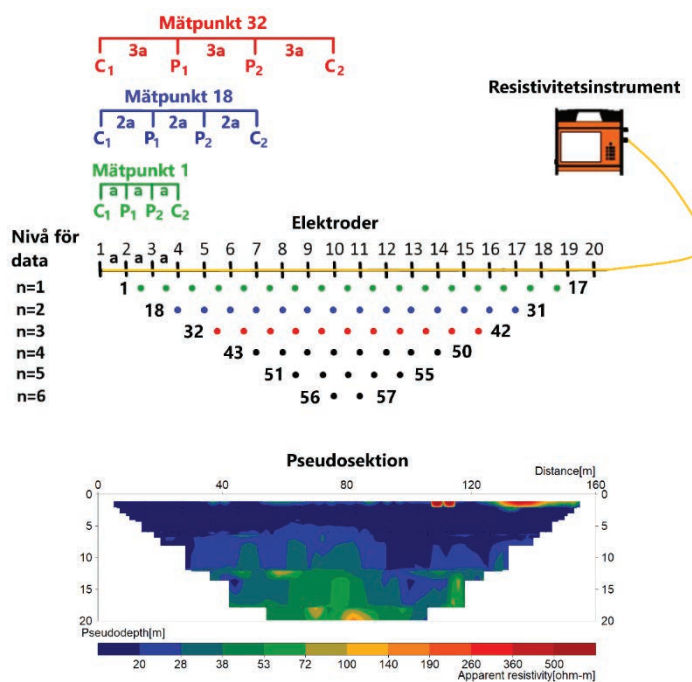 Mätpunkt 32
3a 3a 3a
C1 P1 P2 C2
Mätpunkt 18
2a 2a 2a
C1 P1 P2 C2
Mätpunkt 1
a a a
C1 P1 P2 C2
Resistivitetsinstrument
Elektroder
Nivå för
data
1 2 3 4 5 6 7 8 9 10 11 12 13 14 15 16 17 18 19 20
a a a
n=1 1 17
n=2 18 31
n=3 32 42
n=4 43 50
n=5 51 55
n=6 56 57
Pseudosektion
Distance[m]
0 40 80 120 160
0 0
5 5
10 10
15 15
20 20
Pseudodepth[m]
20 28 38 53 72 100 140 190 260 360 500
Apparent resistivity[ohm-m]